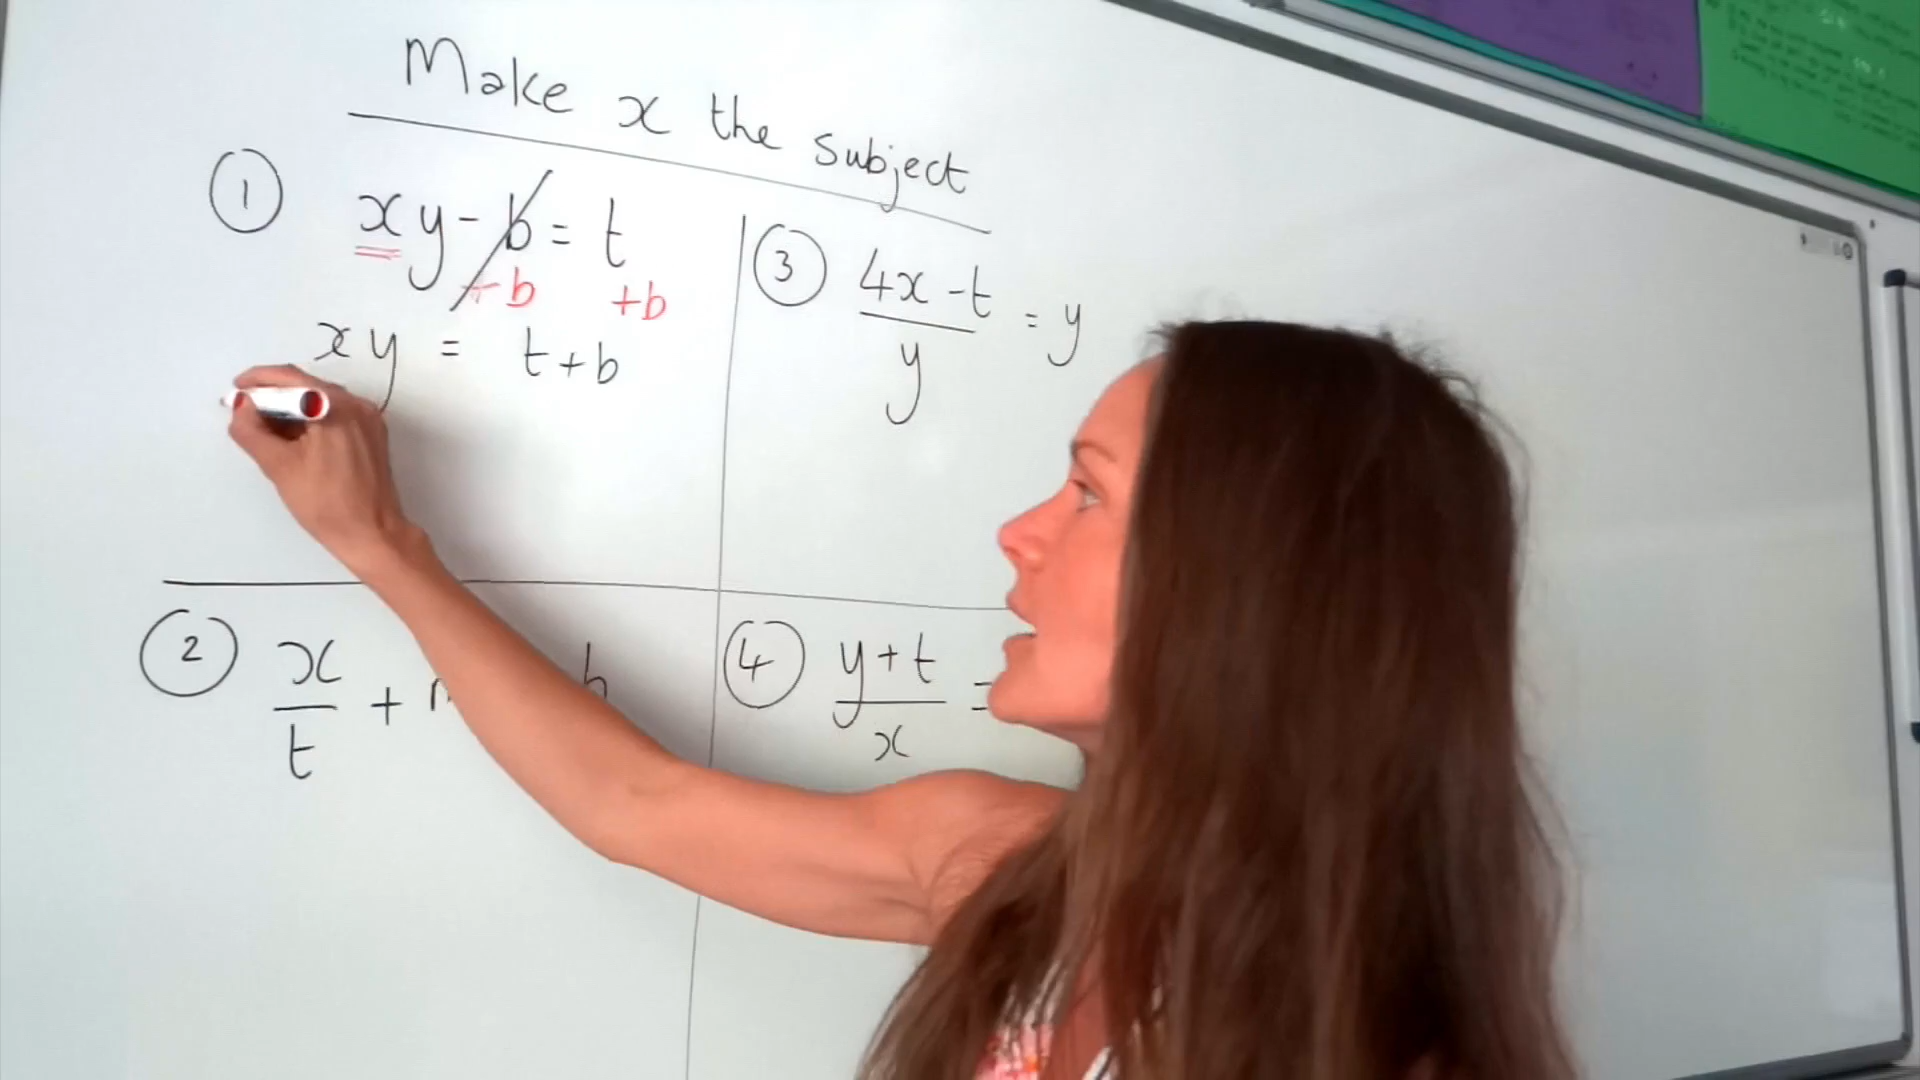 Make x the subject
① xy - b = t
+b +b
xy = t + b
② x/t +
③ (4x - t)/y = y
④ (y + t)/x =